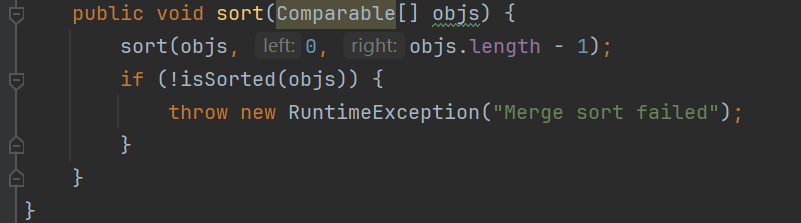 public void sort(Comparable[] objs) {
sort(objs, left: 0, right: objs.length - 1);
if (!isSorted(objs)) {
throw new RuntimeException("Merge sort failed");
}
}
}